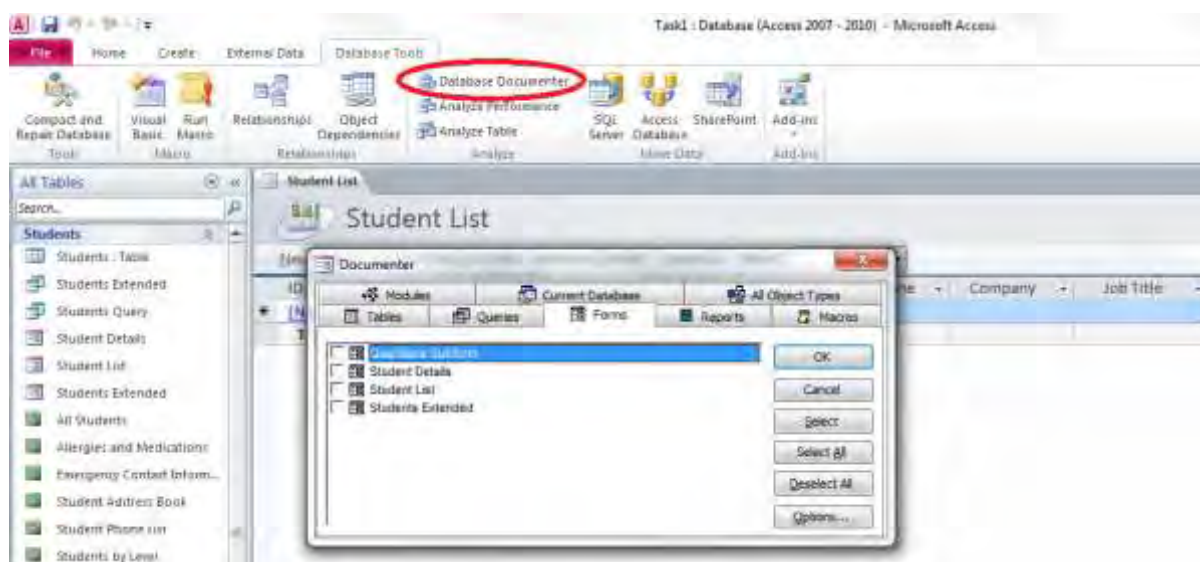 Task1 : Database (Access 2007 - 2010) - Microsoft Access
File Home Create External Data Database Tools
Compact and Repair Database
Visual Basic
Run Macro
Relationships
Object Dependencies
Database Documenter
Analyze Performance
Analyze Table
SQL Server
Access Database
SharePoint
Add-ins
Tools Macro Relationships Analyze Move Data Add-Ins
All Tables
Search...
Students
Students : Table
Students Extended
Students Query
Student Details
Student List
Students Extended
All Students
Allergies and Medications
Emergency Contact Inform...
Student Address Book
Student Phone List
Students by Level
Student List
Student List
ID
Company Job Title
Documenter
Modules Current Database All Object Types
Tables Queries Forms Reports Macros
Subform
Student Details
Student List
Students Extended
OK
Cancel
Select
Select All
Deselect All
Options...